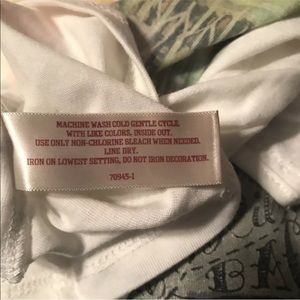 MACHINE WASH COLD GENTLE CYCLE
WITH LIKE COLORS, INSIDE OUT.
USE ONLY NON-CHLORINE BLEACH WHEN NEEDED.
LINE DRY.
IRON ON LOWEST SETTING, DO NOT IRON DECORATION.
70945-1